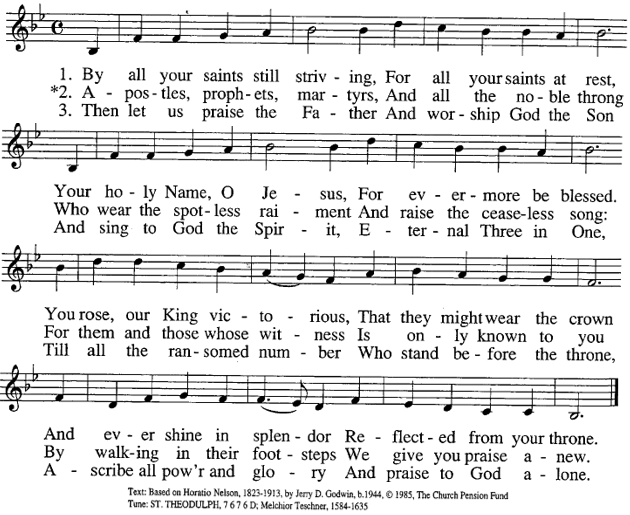 1. By all your saints still striv - ing, For all your saints at rest,
*2. A - pos - tles, proph - ets, mar - tyrs, And all the no - ble throng
3. Then let us praise the Fa - ther And wor - ship God the Son
Your ho - ly Name, O Je - sus, For ev - er - more be blessed.
Who wear the spot - less rai - ment And raise the cease - less song:
And sing to God the Spir - it, E - ter - nal Three in One,
You rose, our King vic - to - rious, That they might wear the crown
For them and those whose wit - ness Is on - ly known to you
Till all the ran - somed num - ber Who stand be - fore the throne,
And ev - er shine in splen - dor Re - flect - ed from your throne.
By walk - ing in their foot - steps We give you praise a - new.
A - scribe all pow'r and glo - ry And praise to God a - lone.
Text: Based on Horatio Nelson, 1823-1913, by Jerry D. Godwin, b.1944, © 1985, The Church Pension Fund
Tune: ST. THEODULPH, 7 6 7 6 D; Melchior Teschner, 1584-1635